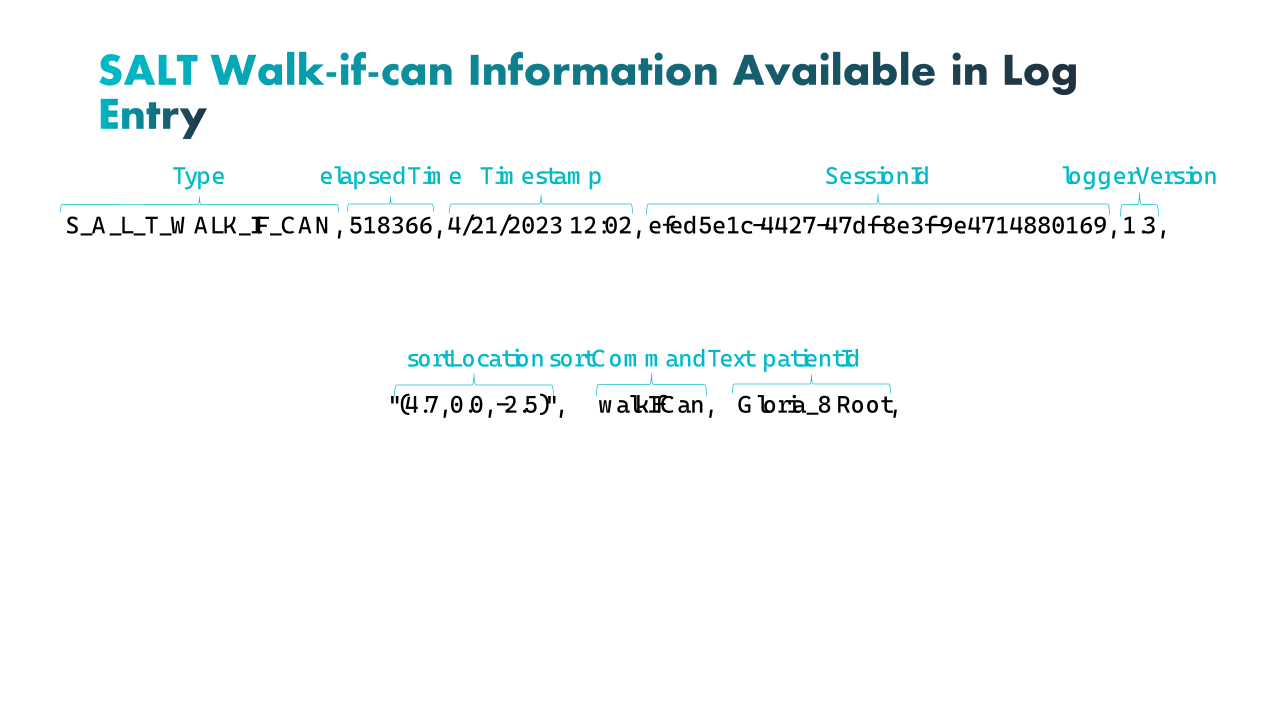 SALT Walk-if-can Information Available in Log
Entry
Type elapsedTime Timestamp SessionId loggerVersion
S_A_L_T_WALK_IF_CAN,518366,4/21/2023 12:02,efed5e1c-4427-47df-8e3f-9e4714880169,1.3,
sortLocation sortCommandText patientId
"(4.7,0.0,-2.5)", walkIfCan, Gloria_8 Root,